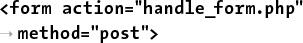 <form action="handle_form.php"
→ method="post">